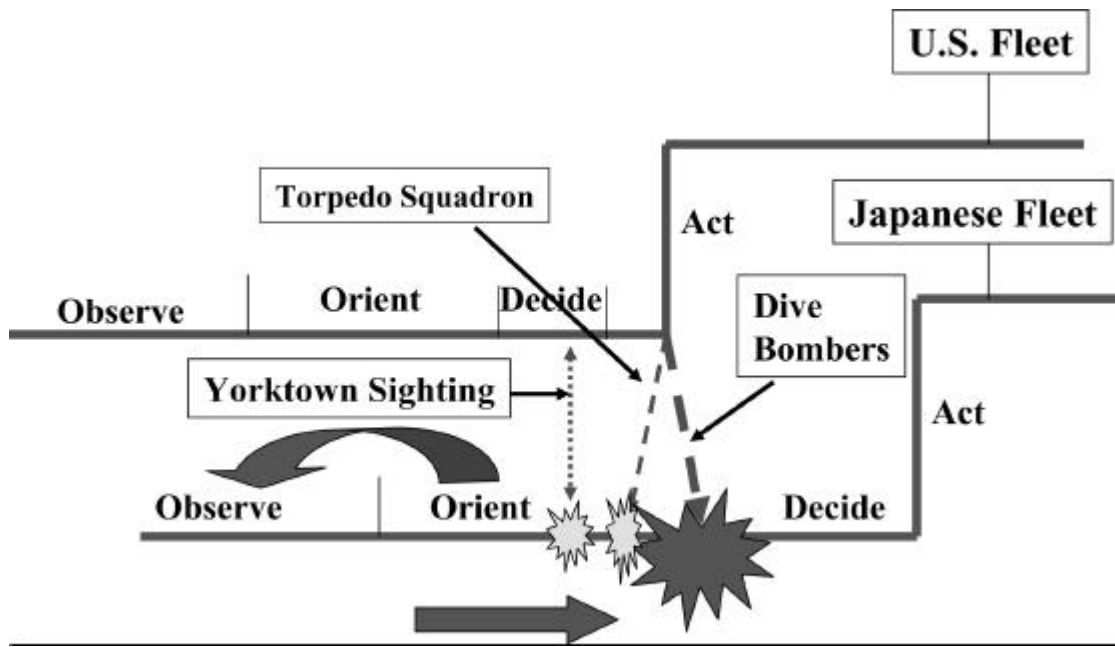 U.S. Fleet
Torpedo Squadron
Act
Japanese Fleet
Observe
Orient
Decide
Dive
Bombers
Yorktown Sighting
Act
Observe
Orient
Decide